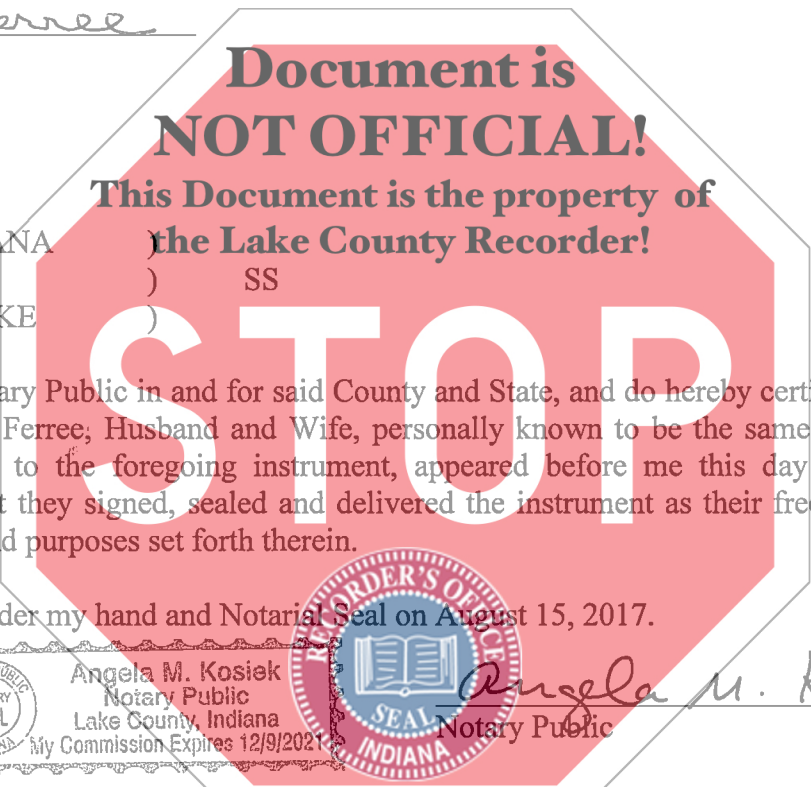 Document is
NOT OFFICIAL!
This Document is the property of
the Lake County Recorder!
ANA )
) SS
KE )
STOP
ary Public in and for said County and State, and do hereby certi
Ferree, Husband and Wife, personally known to be the same
to the foregoing instrument, appeared before me this day
t they signed, sealed and delivered the instrument as their free
d purposes set forth therein.
der my hand and Notarial Seal on August 15, 2017.
RECORDER'S OFFICE
SEAL
INDIANA
Angela M. Kosiek
Notary Public
Lake County, Indiana
My Commission Expires 12/9/2021
Angela M. K
Notary Public